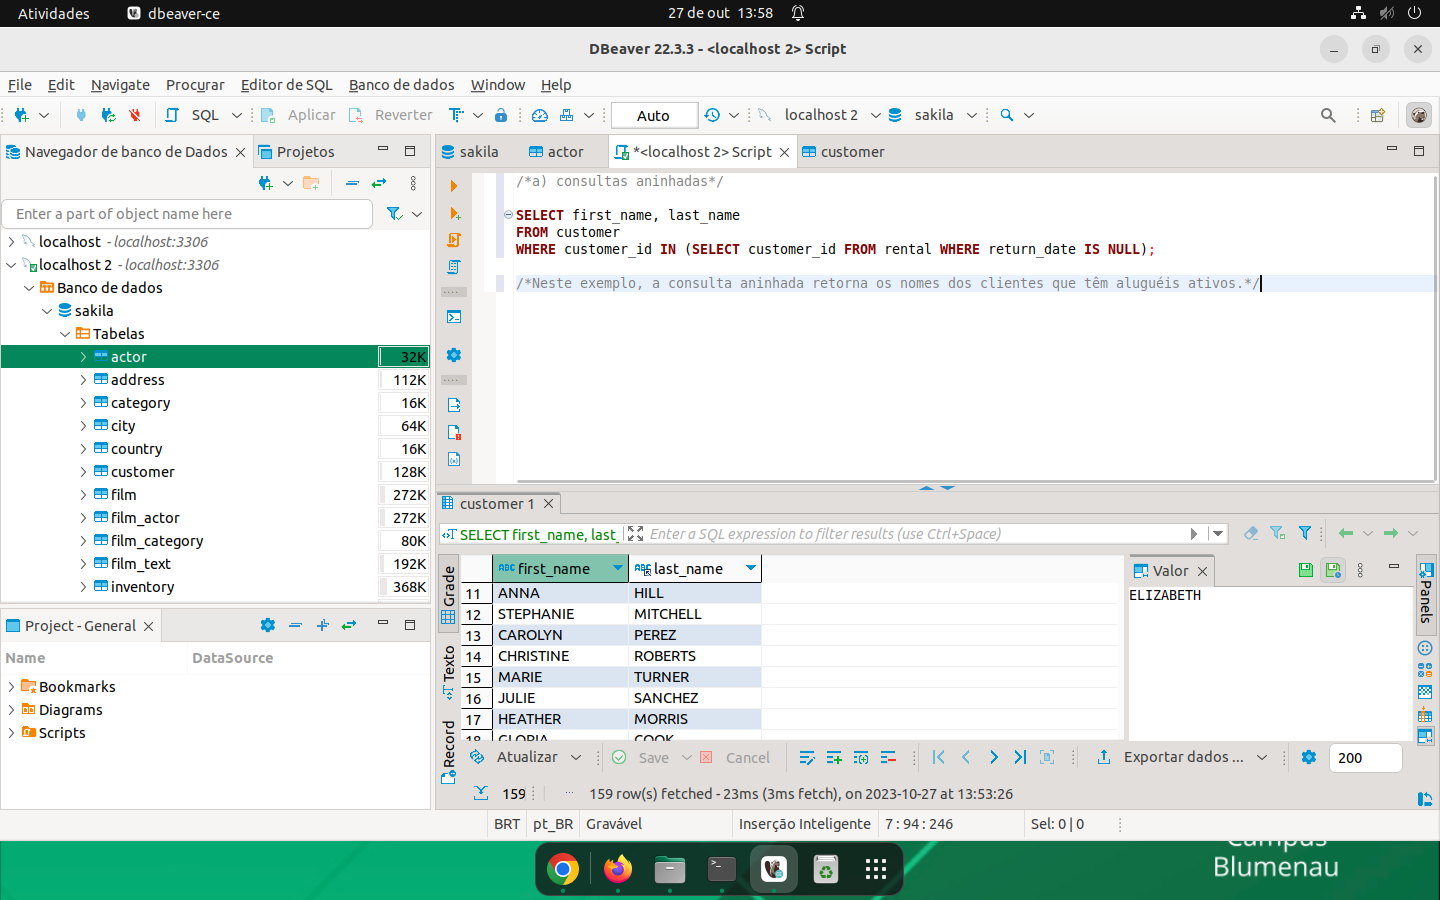 Atividades
dbeaver-ce
27 de out 13:58
DBeaver 22.3.3 - <localhost 2> Script
File Edit Navigate Procurar Editor de SQL Banco de dados Window Help
SQL Aplicar Reverter Auto localhost 2 sakila
Navegador de banco de Dados Projetos
Enter a part of object name here
localhost - localhost:3306
localhost 2 - localhost:3306
Banco de dados
sakila
Tabelas
actor 32K
address 112K
category 16K
city 64K
country 16K
customer 128K
film 272K
film_actor 272K
film_category 80K
film_text 192K
inventory 368K
Project - General
Name DataSource
Bookmarks
Diagrams
Scripts
sakila actor *<localhost 2> Script customer
/*a) consultas aninhadas*/
SELECT first_name, last_name
FROM customer
WHERE customer_id IN (SELECT customer_id FROM rental WHERE return_date IS NULL);
/*Neste exemplo, a consulta aninhada retorna os nomes dos clientes que têm aluguéis ativos.*/
customer 1
SELECT first_name, last_ Enter a SQL expression to filter results (use Ctrl+Space)
Grade
Texto
Record
first_name last_name
11 ANNA HILL
12 STEPHANIE MITCHELL
13 CAROLYN PEREZ
14 CHRISTINE ROBERTS
15 MARIE TURNER
16 JULIE SANCHEZ
17 HEATHER MORRIS
18 GLORIA COOK
Valor
ELIZABETH
Panels
Atualizar Save Cancel Exportar dados ... 200
159 159 row(s) fetched - 23ms (3ms fetch), on 2023-10-27 at 13:53:26
BRT pt_BR Gravável Inserção Inteligente 7 : 94 : 246 Sel: 0 | 0
Campus
Blumenau